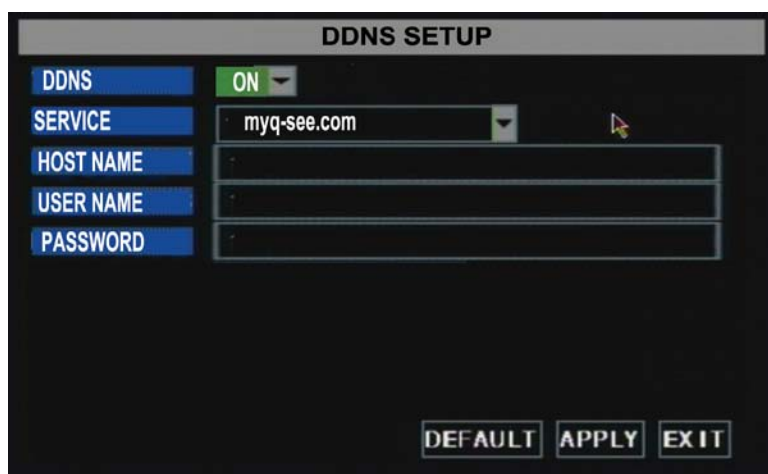 DDNS SETUP
DDNS ON
SERVICE myq-see.com
HOST NAME
USER NAME
PASSWORD
DEFAULT APPLY EXIT